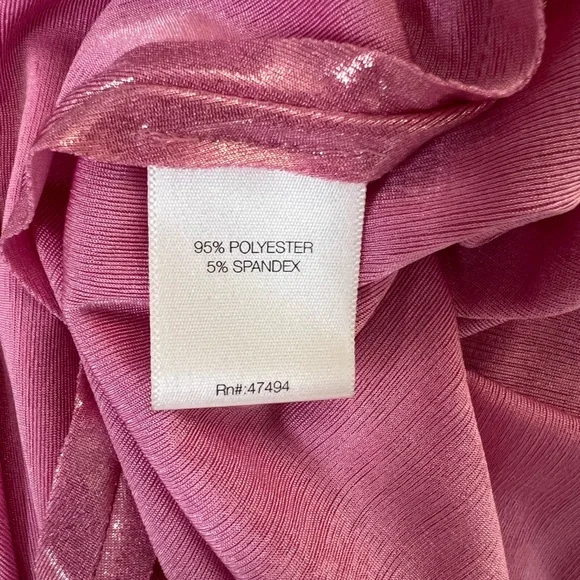 95% POLYESTER
5% SPANDEX
Rn#:47494